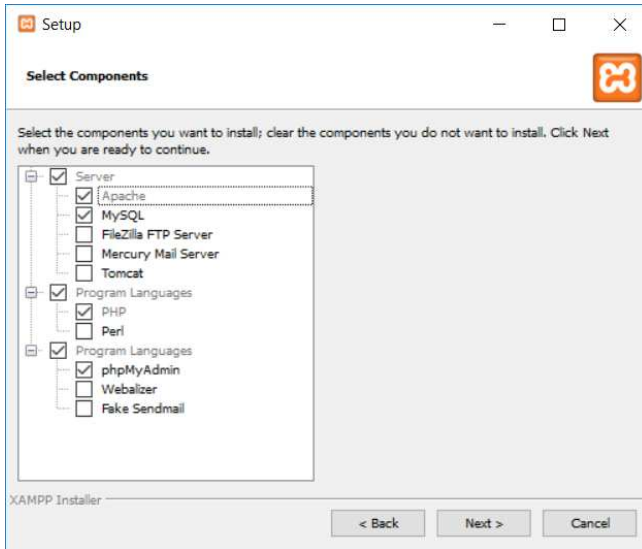 Setup
Select Components
Select the components you want to install; clear the components you do not want to install. Click Next
when you are ready to continue.
Server
Apache
MySQL
FileZilla FTP Server
Mercury Mail Server
Tomcat
Program Languages
PHP
Perl
Program Languages
phpMyAdmin
Webalizer
Fake Sendmail
XAMPP Installer
< Back
Next >
Cancel